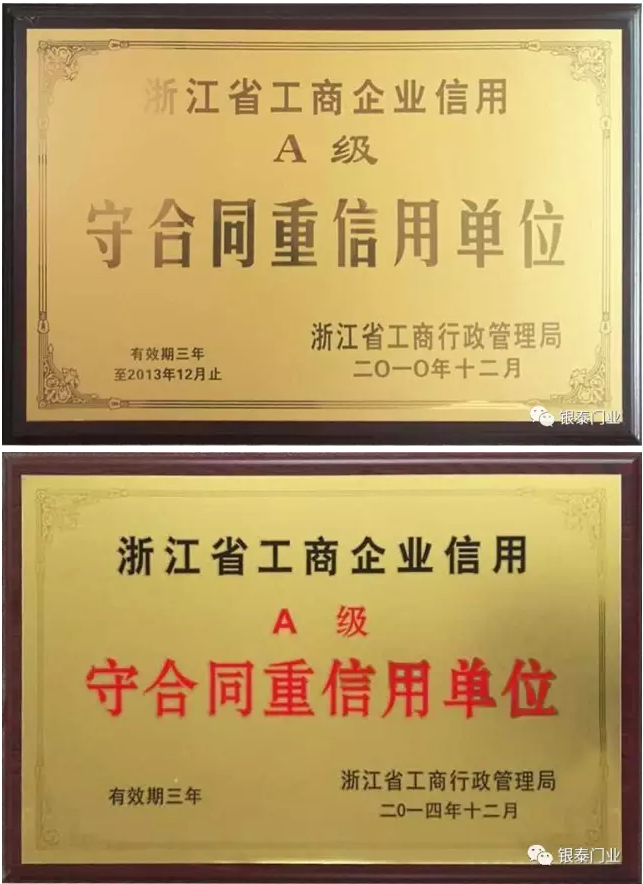 浙江省工商企业信用
A 级
守合同重信用单位
有效期三年
至2013年12月止
浙江省工商行政管理局
二〇一〇年十二月
银泰门业
浙江省工商企业信用
A 级
守合同重信用单位
有效期三年
浙江省工商行政管理局
二〇一四年十二月
银泰门业